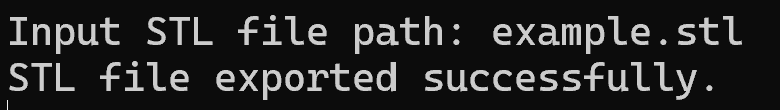 Input STL file path: example.stl
STL file exported successfully.